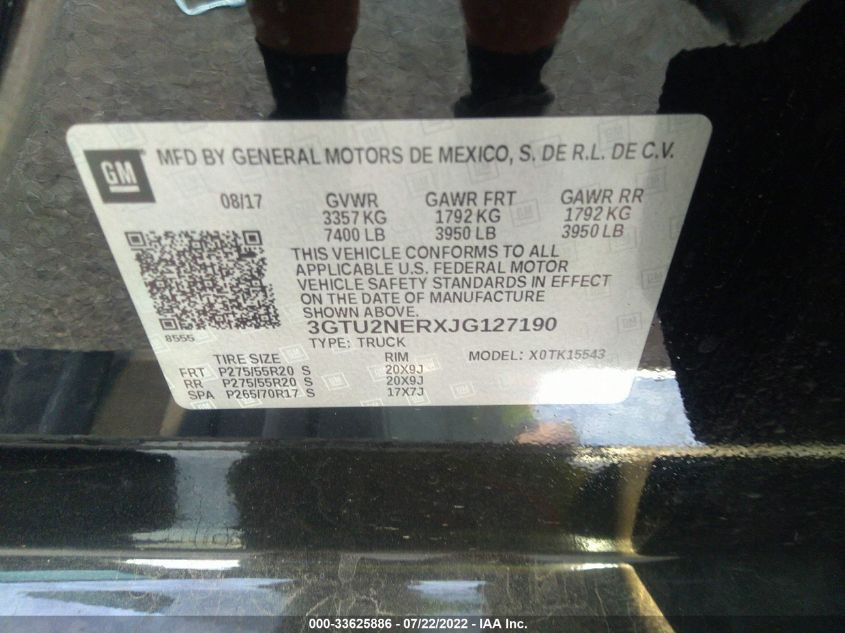 GM
MFD BY GENERAL MOTORS DE MEXICO, S. DE R.L. DE C.V.
08/17 GVWR GAWR FRT GAWR RR
3357 KG 1792 KG 1792 KG
7400 LB 3950 LB 3950 LB
THIS VEHICLE CONFORMS TO ALL
APPLICABLE U.S. FEDERAL MOTOR
VEHICLE SAFETY STANDARDS IN EFFECT
ON THE DATE OF MANUFACTURE
SHOWN ABOVE.
8555
3GTU2NERXJG127190
TYPE: TRUCK MODEL: X0TK15543
TIRE SIZE RIM
FRT P275/55R20 S 20X9J
RR P275/55R20 S 20X9J
SPA P265/70R17 S 17X7J
000-33625886 - 07/22/2022 - IAA Inc.